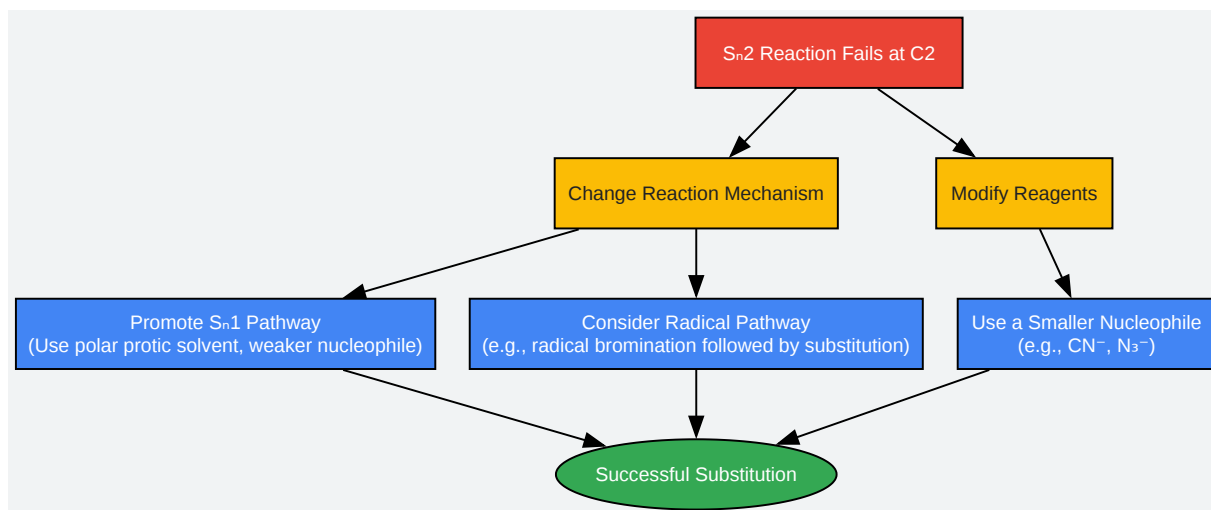 Sₙ2 Reaction Fails at C2
Change Reaction Mechanism
Modify Reagents
Promote Sₙ1 Pathway
(Use polar protic solvent, weaker nucleophile)
Consider Radical Pathway
(e.g., radical bromination followed by substitution)
Use a Smaller Nucleophile
(e.g., CN⁻, N₃⁻)
Successful Substitution